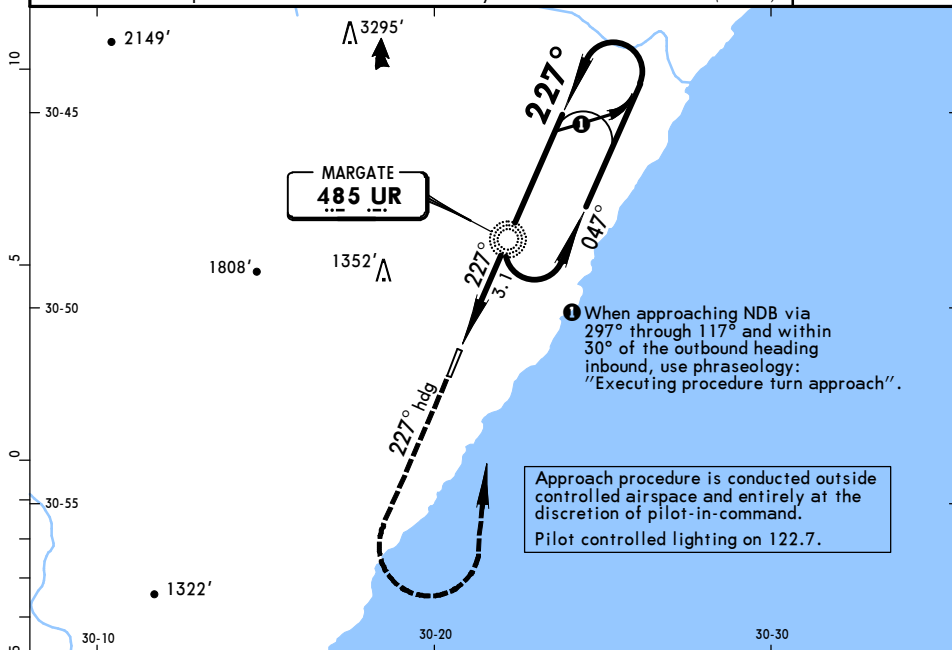 2149'
3295'
10
30-45
227°
1
MARGATE
485 UR
227°
3.1
047°
1808'
1352'
5
30-50
1 When approaching NDB via
297° through 117° and within
30° of the outbound heading
inbound, use phraseology:
"Executing procedure turn approach".
227° hdg
0
30-55
Approach procedure is conducted outside
controlled airspace and entirely at the
discretion of pilot-in-command.
Pilot controlled lighting on 122.7.
1322'
30-10
30-20
30-30